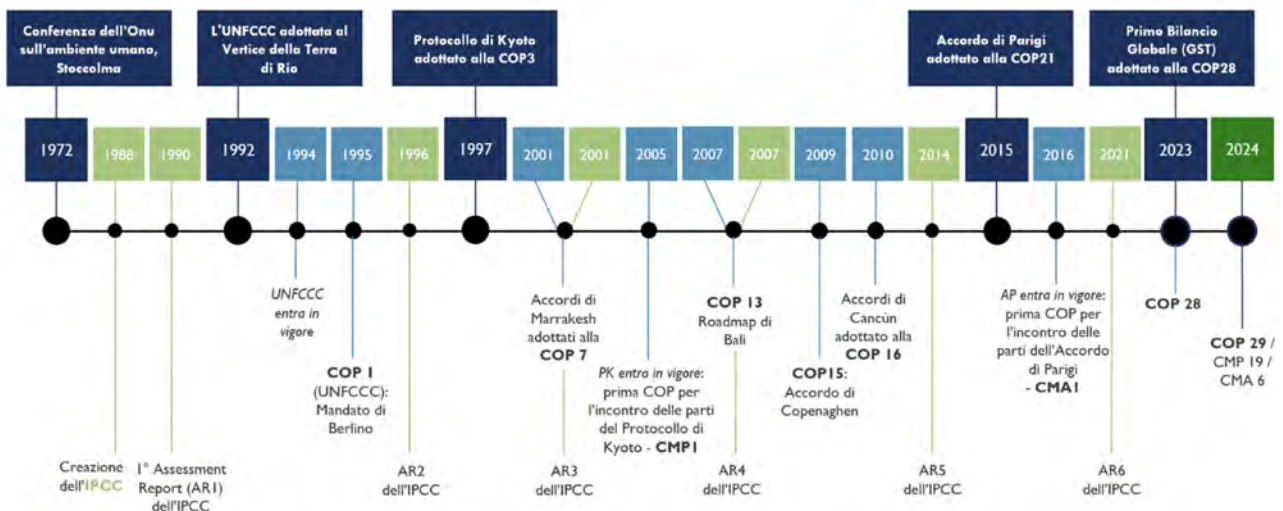 Conferenza dell'Onu
sull'ambiente umano,
Stoccolma
L'UNFCCC adottata al
Vertice della Terra
di Rio
Protocollo di Kyoto
adottato alla COP3
Accordo di Parigi
adottato alla COP21
Primo Bilancio
Globale (GST)
adottato alla COP28
1972
1988
1990
1992
1994
1995
1996
1997
2001
2001
2005
2007
2007
2009
2010
2014
2015
2016
2021
2023
2024
UNFCCC
entra in
vigore
COP 1
(UNFCCC):
Mandato di
Berlino
Accordi di
Marrakesh
adottati alla
COP 7
PK entra in vigore:
prima COP per
l'incontro delle parti
del Protocollo di
Kyoto - CMP1
COP 13
Roadmap di
Bali
COP15:
Accordo di
Copenaghen
Accordi di
Cancùn
adottato alla
COP 16
AP entra in vigore:
prima COP per
l'incontro delle
parti dell'Accordo
di Parigi
- CMA1
COP 28
COP 29 /
CMP 19 /
CMA 6
Creazione
dell'IPCC
1° Assessment
Report (AR1)
dell'IPCC
AR2
dell'IPCC
AR3
dell'IPCC
AR4
dell'IPCC
AR5
dell'IPCC
AR6
dell'IPCC